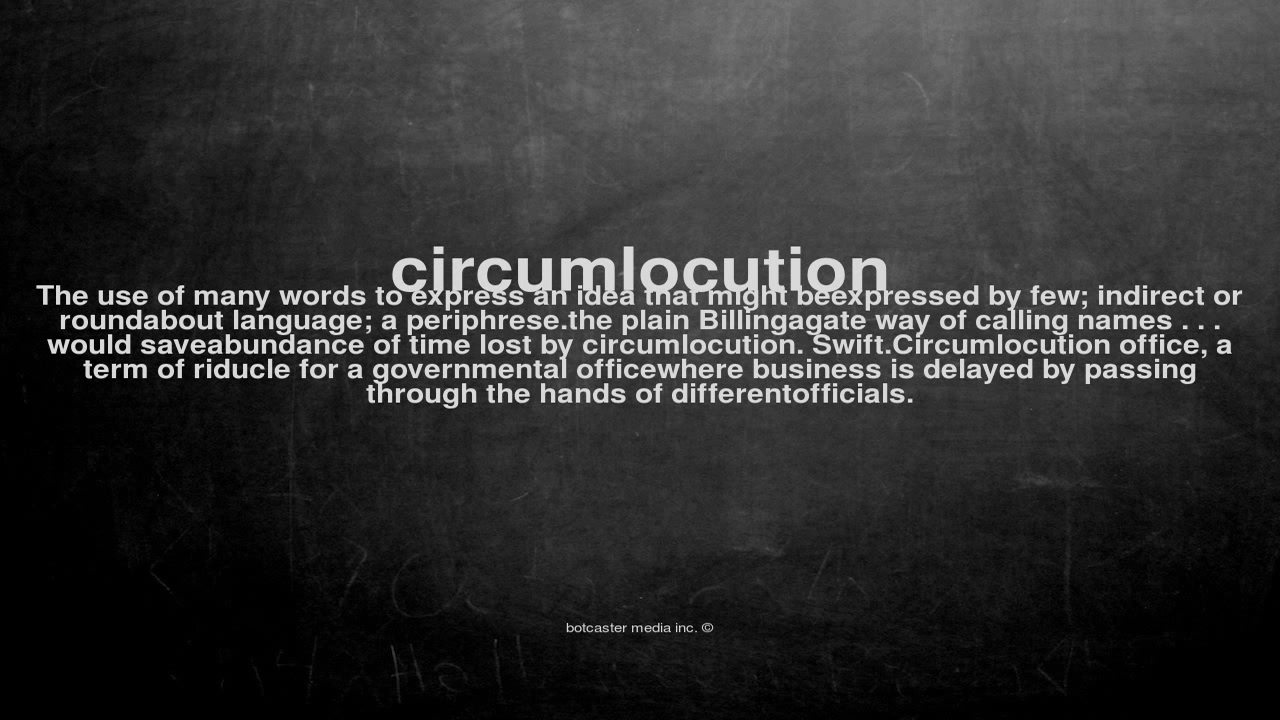 circumlocution
The use of many words to express an idea that might beexpressed by few; indirect or
roundabout language; a periphrese.the plain Billingagate way of calling names . . .
would saveabundance of time lost by circumlocution. Swift.Circumlocution office, a
term of riducle for a governmental officewhere business is delayed by passing
through the hands of differentofficials.
botcaster media inc. ©